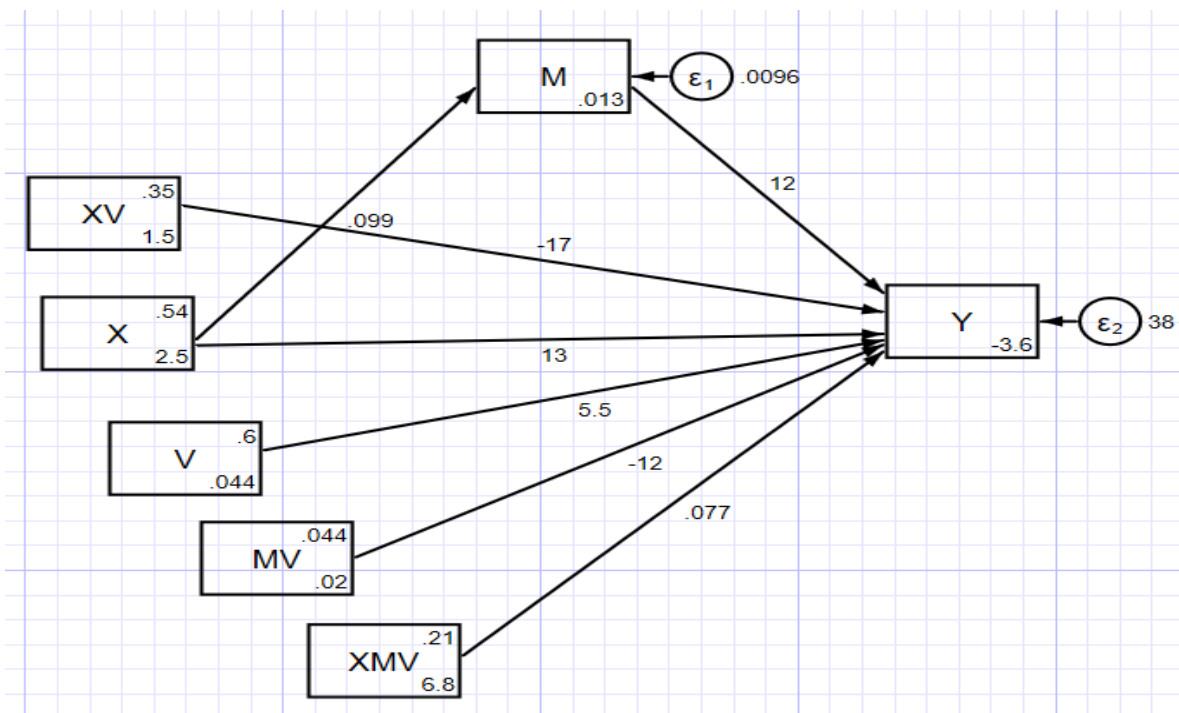 M
.013
ε₁
.0096
12
XV
.35
1.5
.099
-17
X
.54
2.5
13
Y
-3.6
ε₂
38
V
.6
.044
5.5
MV
.044
.02
-12
XMV
.21
6.8
.077